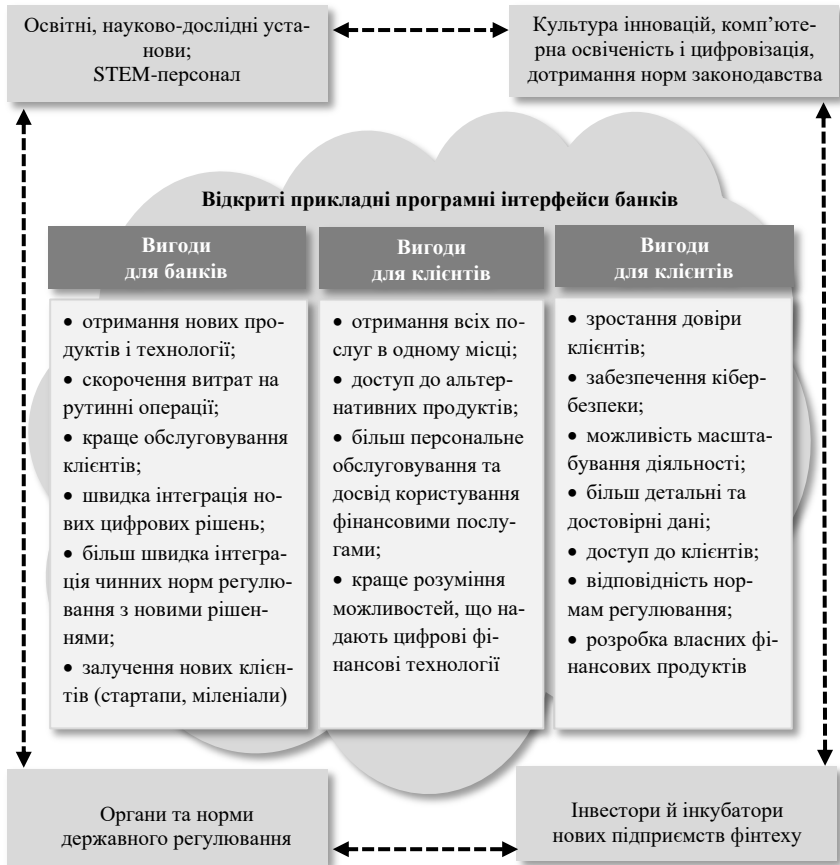 Освітні, науково-дослідні уста-
нови;
STEM-персонал
Культура інновацій, комп’юте-
рна освіченість і цифровізація,
дотримання норм законодавства
Відкриті прикладні програмні інтерфейси банків
Вигоди
для банків
• отримання нових про-
дуктів і технології;
• скорочення витрат на
рутинні операції;
• краще обслуговування
клієнтів;
• швидка інтеграція но-
вих цифрових рішень;
• більш швидка інтегра-
ція чинних норм регулю-
вання з новими рішен-
нями;
• залучення нових клієн-
тів (стартапи, міленіали)
Вигоди
для клієнтів
• отримання всіх по-
слуг в одному місці;
• доступ до альтер-
нативних продуктів;
• більш персональне
обслуговування та
досвід користування
фінансовими послу-
гами;
• краще розуміння
можливостей, що на-
дають цифрові фі-
нансові технології
Вигоди
для клієнтів
• зростання довіри
клієнтів;
• забезпечення кібер-
безпеки;
• можливість масшта-
бування діяльності;
• більш детальні та
достовірні дані;
• доступ до клієнтів;
• відповідність нор-
мам регулювання;
• розробка власних фі-
нансових продуктів
Органи та норми
державного регулювання
Інвестори й інкубатори
нових підприємств фінтеху